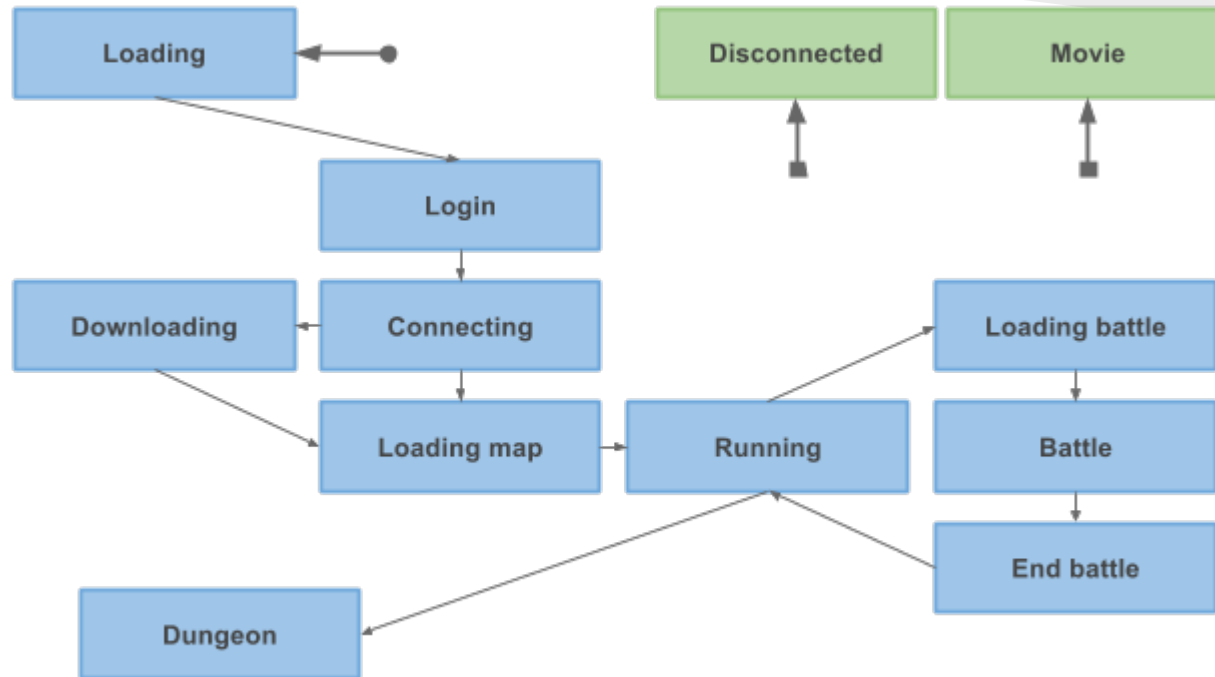 Loading
Disconnected
Movie
Login
Downloading
Connecting
Loading battle
Loading map
Running
Battle
End battle
Dungeon